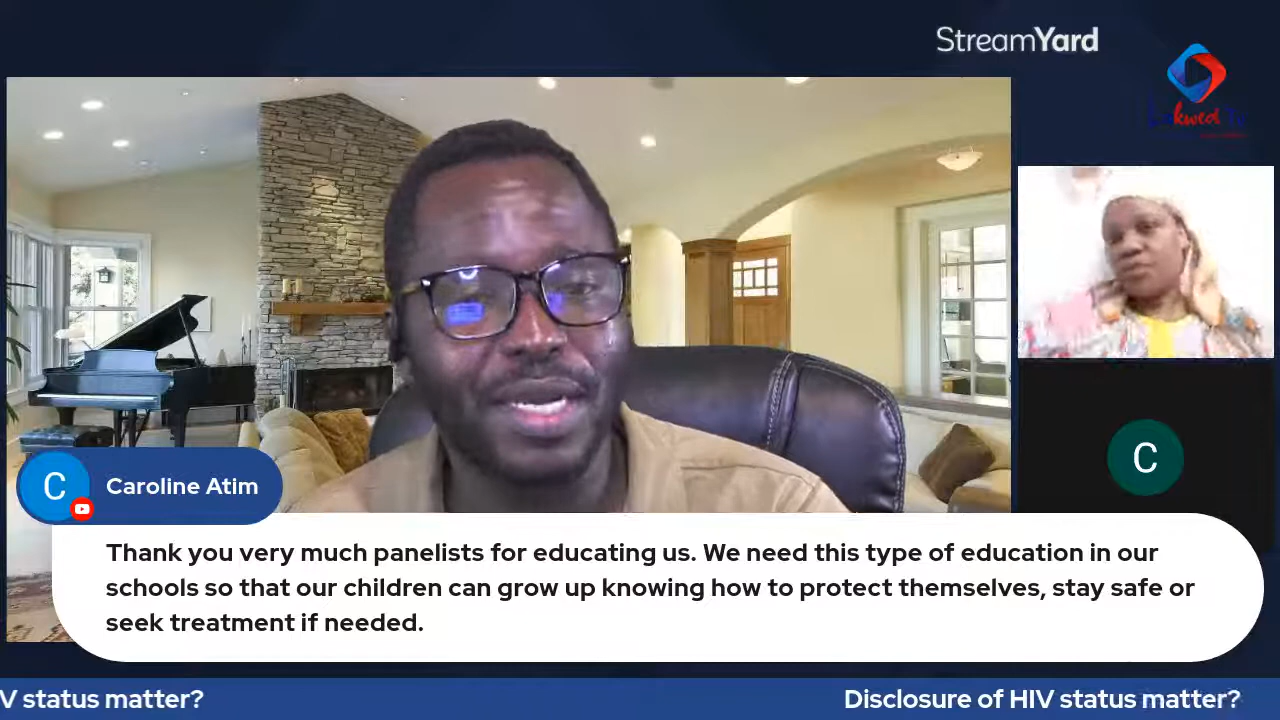 StreamYard
C
C
Caroline Atim
Thank you very much panelists for educating us. We need this type of education in our
schools so that our children can grow up knowing how to protect themselves, stay safe or
seek treatment if needed.
V status matter?
Disclosure of HIV status matter?